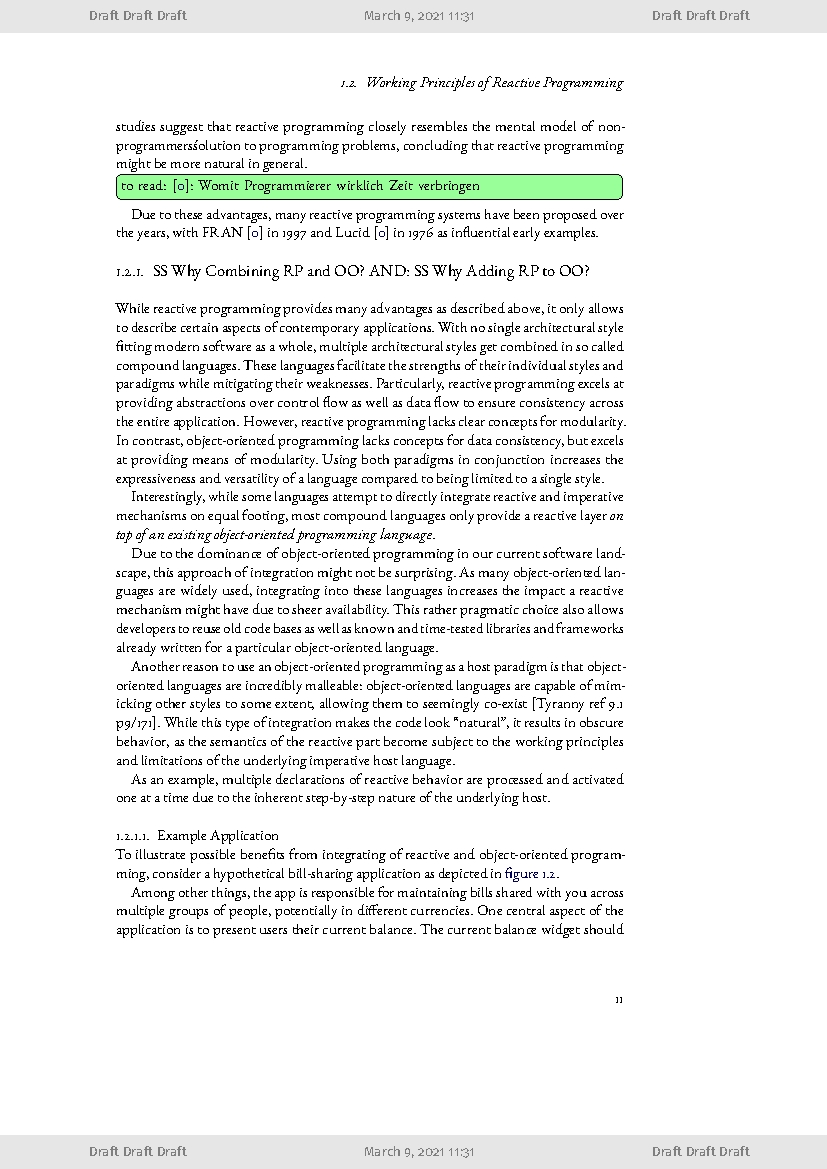 Draft Draft Draft March 9, 2021 11:31 Draft Draft Draft
1.2. Working Principles of Reactive Programming
studies suggest that reactive programming closely resembles the mental model of non-
programmersśolution to programming problems, concluding that reactive programming
might be more natural in general.
to read: [0]: Womit Programmierer wirklich Zeit verbringen
Due to these advantages, many reactive programming systems have been proposed over
the years, with FRAN [0] in 1997 and Lucid [0] in 1976 as influential early examples.
1.2.1. SS Why Combining RP and OO? AND: SS Why Adding RP to OO?
While reactive programming provides many advantages as described above, it only allows
to describe certain aspects of contemporary applications. With no single architectural style
fitting modern software as a whole, multiple architectural styles get combined in so called
compound languages. These languages facilitate the strengths of their individual styles and
paradigms while mitigating their weaknesses. Particularly, reactive programming excels at
providing abstractions over control flow as well as data flow to ensure consistency across
the entire application. However, reactive programming lacks clear concepts for modularity.
In contrast, object-oriented programming lacks concepts for data consistency, but excels
at providing means of modularity. Using both paradigms in conjunction increases the
expressiveness and versatility of a language compared to being limited to a single style.
Interestingly, while some languages attempt to directly integrate reactive and imperative
mechanisms on equal footing, most compound languages only provide a reactive layer on
top of an existing object-oriented programming language.
Due to the dominance of object-oriented programming in our current software land-
scape, this approach of integration might not be surprising. As many object-oriented lan-
guages are widely used, integrating into these languages increases the impact a reactive
mechanism might have due to sheer availability. This rather pragmatic choice also allows
developers to reuse old code bases as well as known and time-tested libraries and frameworks
already written for a particular object-oriented language.
Another reason to use an object-oriented programming as a host paradigm is that object-
oriented languages are incredibly malleable: object-oriented languages are capable of mim-
icking other styles to some extent, allowing them to seemingly co-exist [Tyranny ref 9.1
p9/171]. While this type of integration makes the code look “natural”, it results in obscure
behavior, as the semantics of the reactive part become subject to the working principles
and limitations of the underlying imperative host language.
As an example, multiple declarations of reactive behavior are processed and activated
one at a time due to the inherent step-by-step nature of the underlying host.
1.2.1.1. Example Application
To illustrate possible benefits from integrating of reactive and object-oriented program-
ming, consider a hypothetical bill-sharing application as depicted in figure 1.2.
Among other things, the app is responsible for maintaining bills shared with you across
multiple groups of people, potentially in different currencies. One central aspect of the
application is to present users their current balance. The current balance widget should
11
Draft Draft Draft March 9, 2021 11:31 Draft Draft Draft